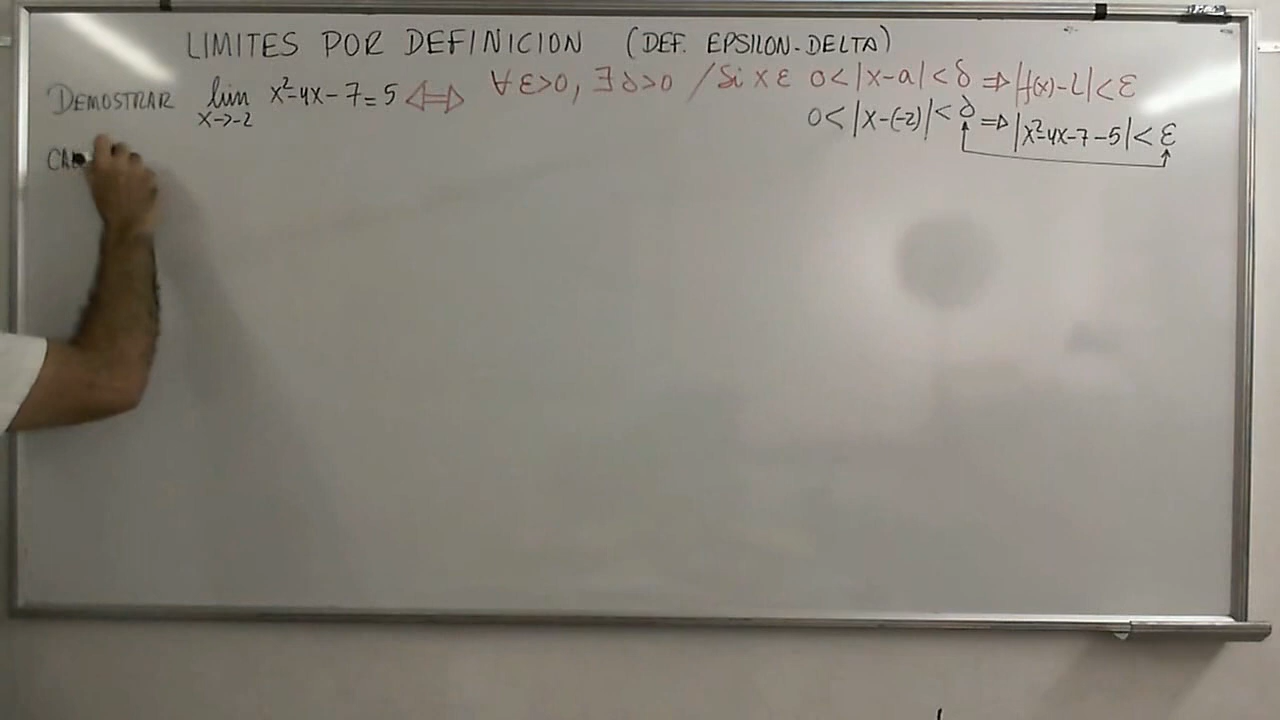 LIMITES POR DEFINICION (DEF. EPSILON-DELTA)
DEMOSTRAR lim x²-4x-7=5 ⇔ ∀ε>0, ∃δ>0 / Si x ε 0<|x-a|<δ ⇒ |f(x)-L|<ε
x->-2 0<|x-(-2)|<δ ⇒ |x²-4x-7-5|<ε